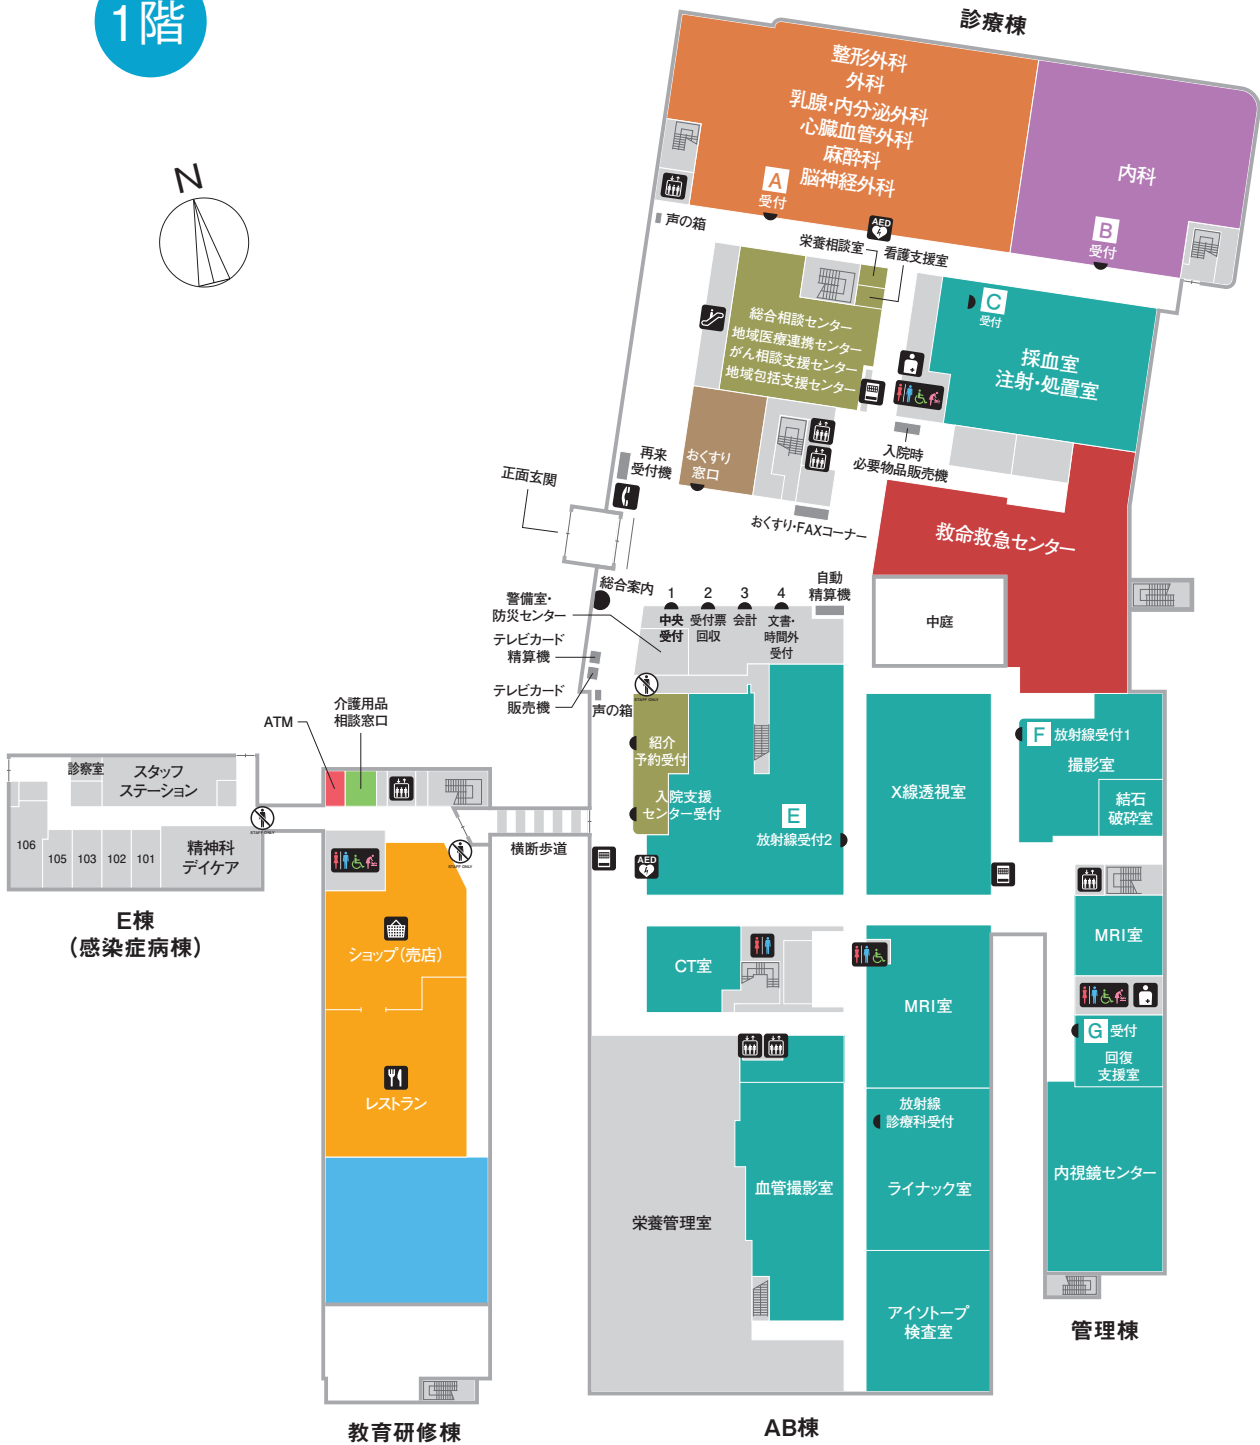 1階
N
診療棟
整形外科
外科
乳腺・内分泌外科
心臓血管外科
麻酔科
脳神経外科
A
受付
内科
B
受付
声の箱
AED
栄養相談室
看護支援室
C
受付
総合相談センター
地域医療連携センター
がん相談支援センター
地域包括支援センター
採血室
注射・処置室
入院時
必要物品販売機
再来
受付機
おくすり
窓口
正面玄関
おくすり・FAXコーナー
救命救急センター
総合案内
自動
精算機
警備室・
防災センター
1
中央
受付
2
受付票
回収
3
会計
4
文書・
時間外
受付
中庭
テレビカード
精算機
テレビカード
販売機
声の箱
STAFF ONLY
介護用品
相談窓口
ATM
紹介
予約受付
入院支援
センター受付
E
放射線受付2
X線透視室
F
放射線受付1
撮影室
結石
破砕室
診察室
スタッフ
ステーション
STAFF ONLY
106
105
103
102
101
精神科
デイケア
STAFF ONLY
横断歩道
AED
E棟
(感染症病棟)
ショップ(売店)
レストラン
CT室
MRI室
MRI室
G
受付
回復
支援室
放射線
診療科受付
血管撮影室
ライナック室
内視鏡センター
栄養管理室
アイソトープ
検査室
管理棟
教育研修棟
AB棟